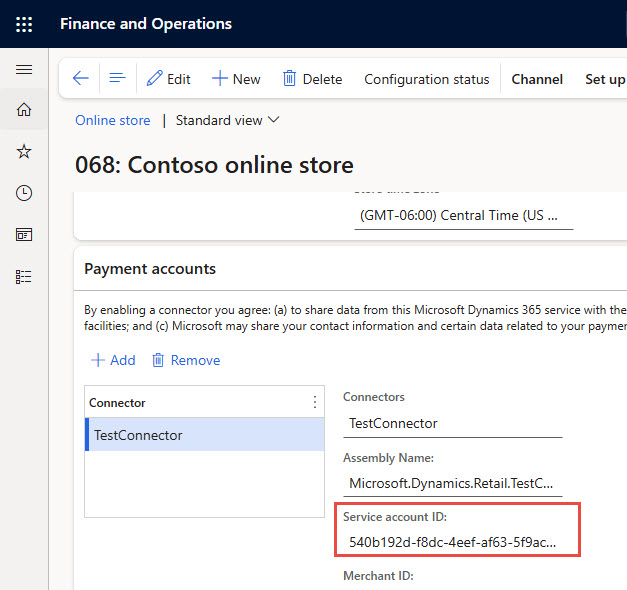 Finance and Operations
Edit New Delete Configuration status Channel Set up
Online store | Standard view
068: Contoso online store
Store time zone
(GMT-06:00) Central Time (US ...
Payment accounts
By enabling a connector you agree: (a) to share data from this Microsoft Dynamics 365 service with the
facilities; and (c) Microsoft may share your contact information and certain data related to your paymen
Add Remove
Connector
TestConnector
Connectors
TestConnector
Assembly Name:
Microsoft.Dynamics.Retail.TestC...
Service account ID:
540b192d-f8dc-4eef-af63-5f9ac...
Merchant ID: